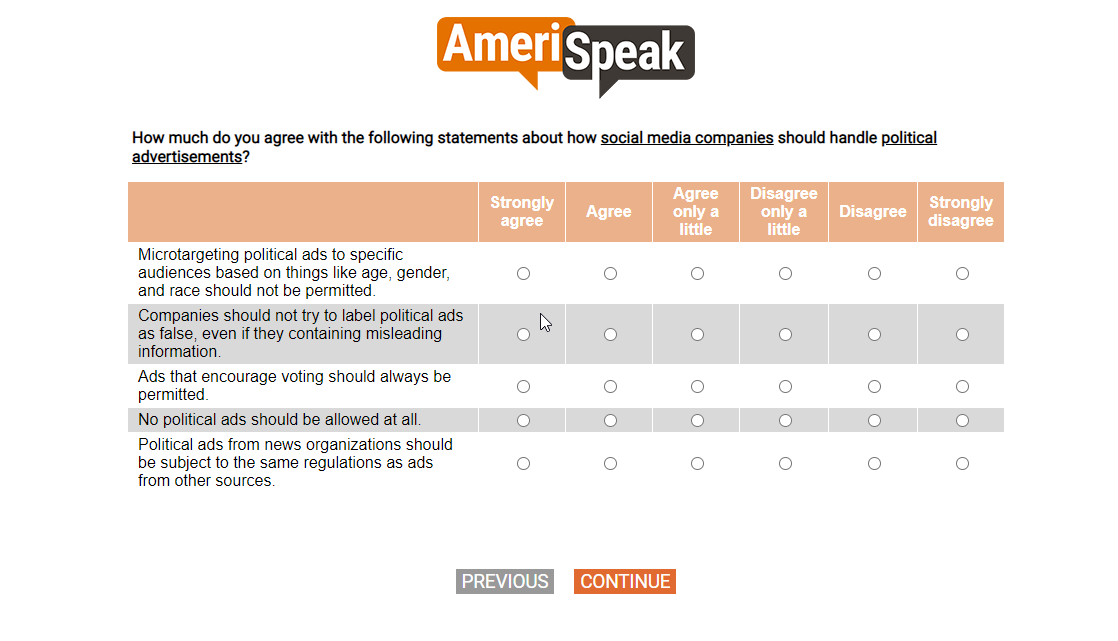 AmeriSpeak
How much do you agree with the following statements about how social media companies should handle political
advertisements?
Strongly
agree
Agree
Agree
only a
little
Disagree
only a
little
Disagree
Strongly
disagree
Microtargeting political ads to specific
audiences based on things like age, gender,
and race should not be permitted.
Companies should not try to label political ads
as false, even if they containing misleading
information.
Ads that encourage voting should always be
permitted.
No political ads should be allowed at all.
Political ads from news organizations should
be subject to the same regulations as ads
from other sources.
PREVIOUS CONTINUE